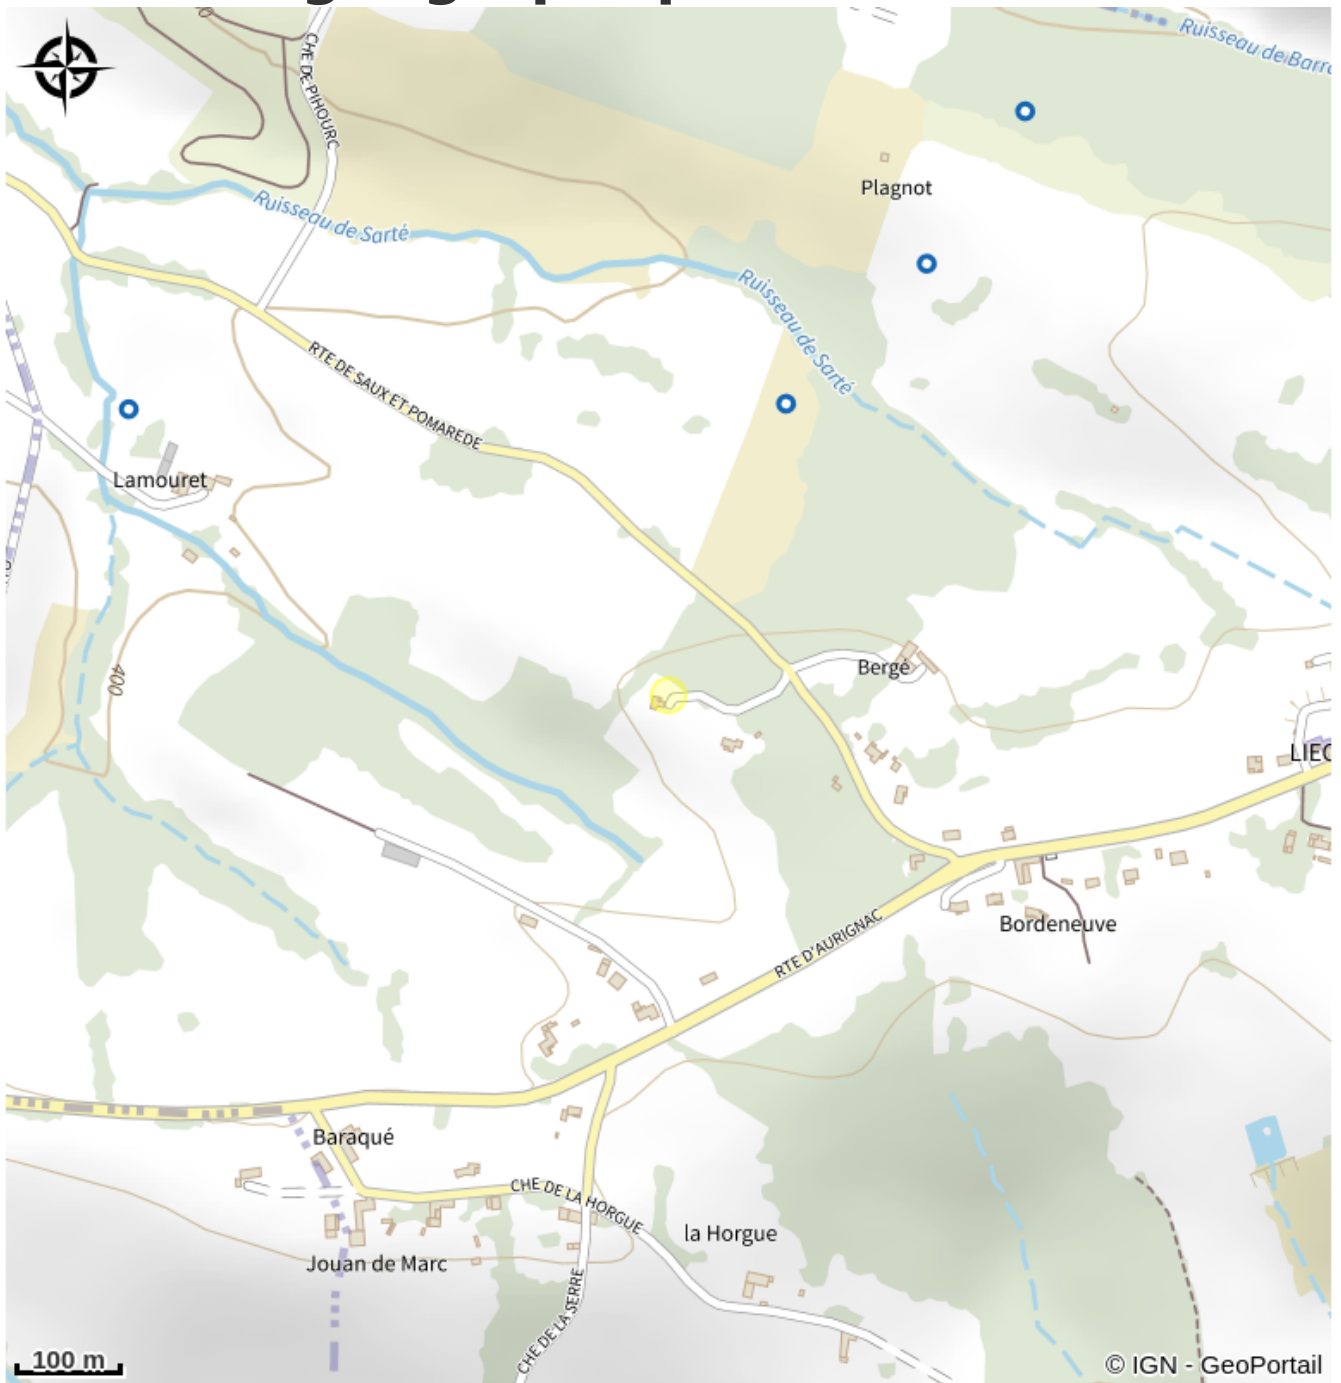 CHE DE PIHOURC
Ruisseau de Barr
Plagnot
Ruisseau de Sarté
Ruisseau de Sarté
RTE DE SAUX ET POMAREDE
Lamouret
400
Bergé
LIEO
RTE D'AURIGNAC
Bordeneuve
Baraqué
CHE DE LA HORGUE
la Horgue
Jouan de Marc
CHE DE LA SERRE
100 m
© IGN - GeoPortail